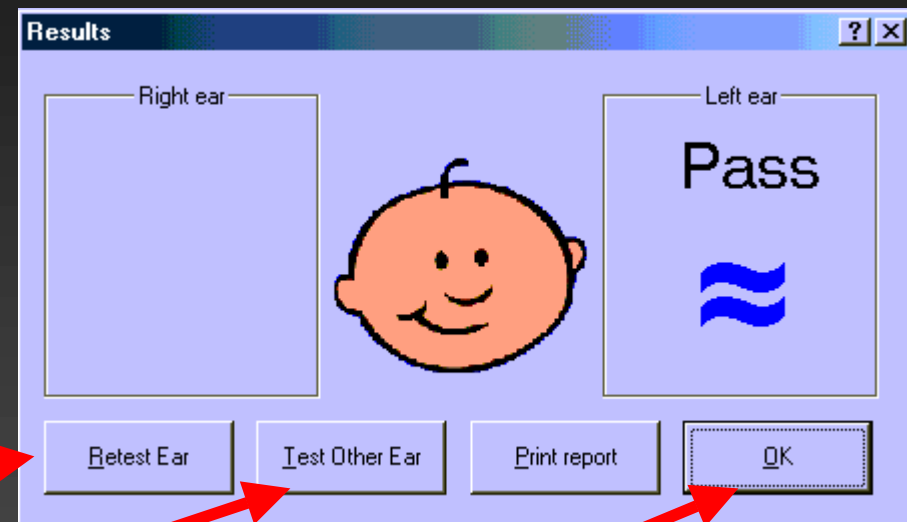 Results
Right ear
Left ear
Pass
≈
Retest Ear
Test Other Ear
Print report
OK